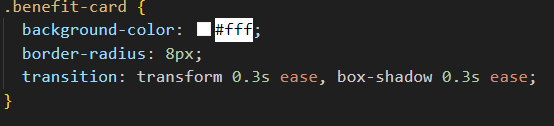 .benefit-card {
  background-color: #fff;
  border-radius: 8px;
  transition: transform 0.3s ease, box-shadow 0.3s ease;
}